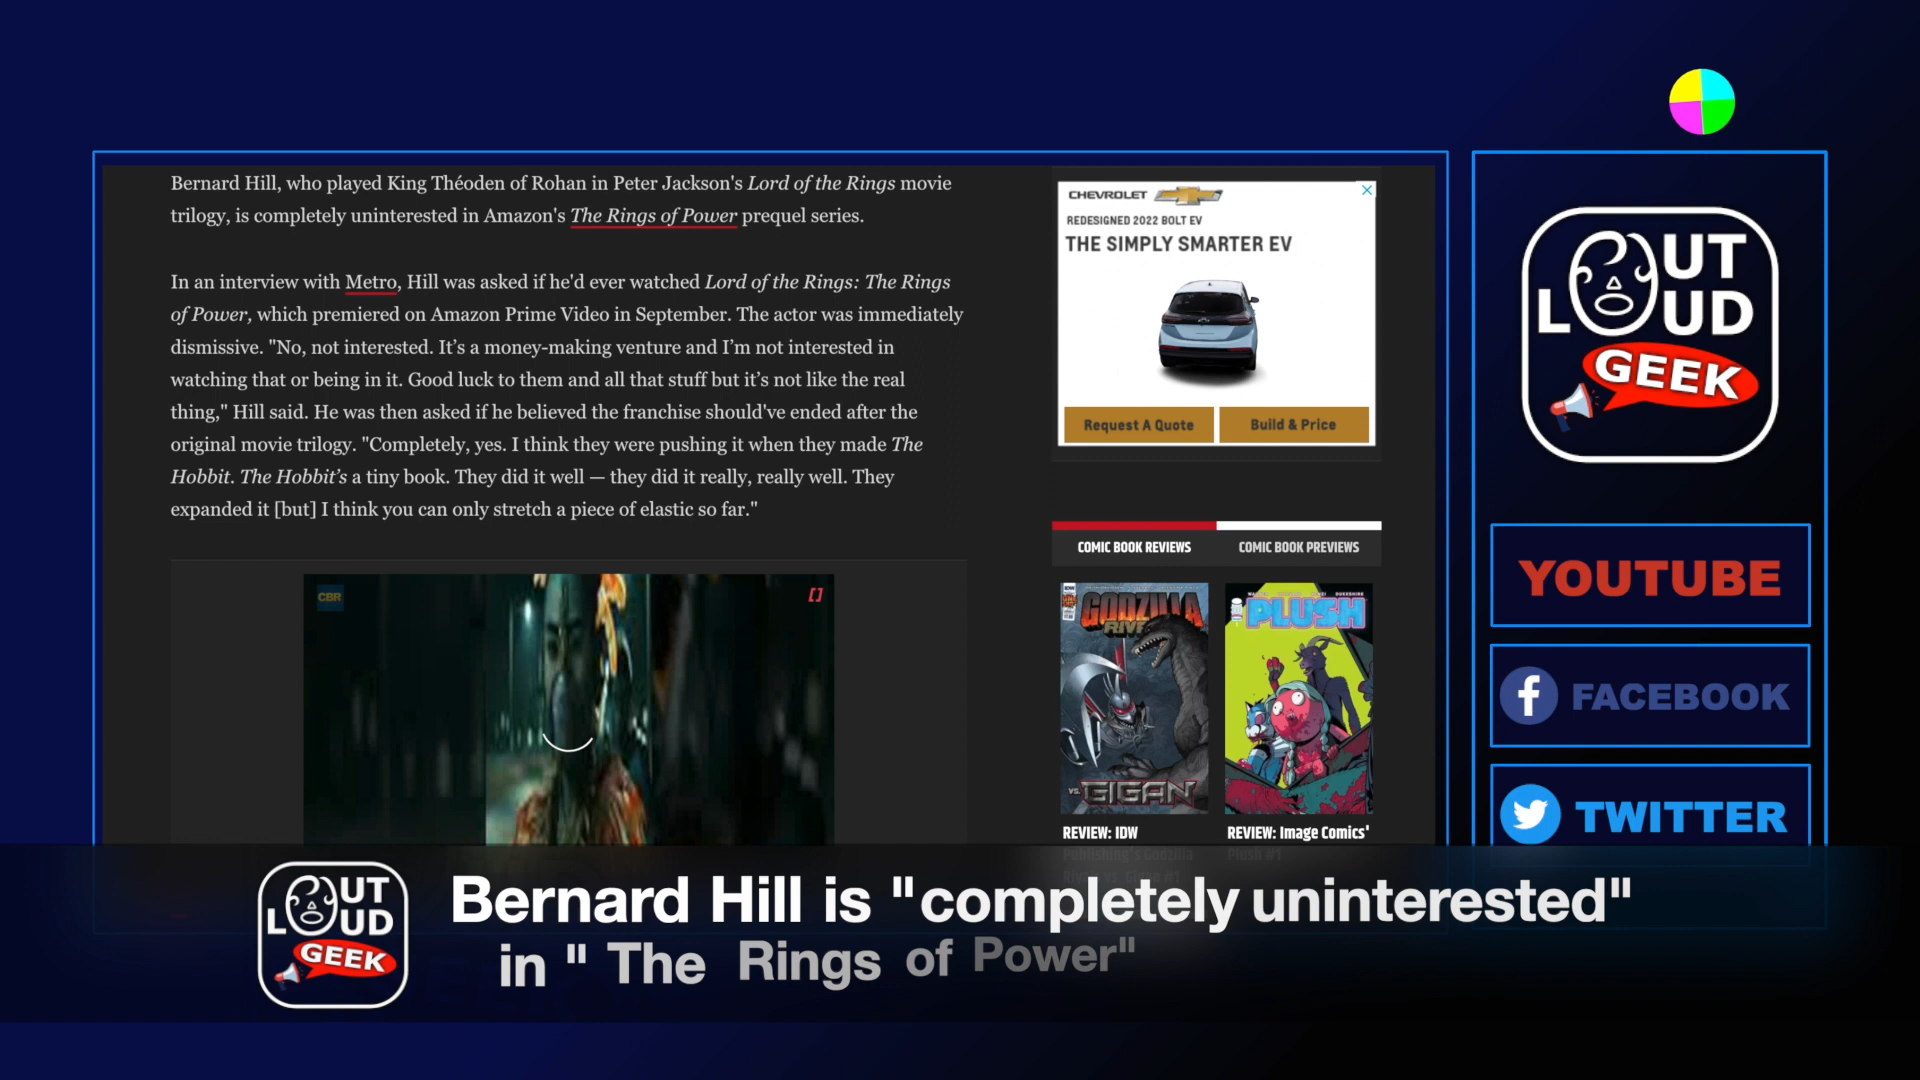 Bernard Hill, who played King Théoden of Rohan in Peter Jackson's Lord of the Rings movie
trilogy, is completely uninterested in Amazon's The Rings of Power prequel series.
In an interview with Metro, Hill was asked if he'd ever watched Lord of the Rings: The Rings
of Power, which premiered on Amazon Prime Video in September. The actor was immediately
dismissive. "No, not interested. It’s a money-making venture and I’m not interested in
watching that or being in it. Good luck to them and all that stuff but it’s not like the real
thing," Hill said. He was then asked if he believed the franchise should've ended after the
original movie trilogy. "Completely, yes. I think they were pushing it when they made The
Hobbit. The Hobbit’s a tiny book. They did it well — they did it really, really well. They
expanded it [but] I think you can only stretch a piece of elastic so far."
CBR
CHEVROLET
REDESIGNED 2022 BOLT EV
THE SIMPLY SMARTER EV
Request A Quote
Build & Price
COMIC BOOK REVIEWS
COMIC BOOK PREVIEWS
GODZILLA
RIVALS
VS.
GIGAN
PLUSH
REVIEW: IDW
Publishing's Godzilla
REVIEW: Image Comics'
Plush #1
OUT
LOUD
GEEK
YOUTUBE
FACEBOOK
TWITTER
OUT
LOUD
GEEK
Bernard Hill is "completely uninterested"
in " The Rings of Power"